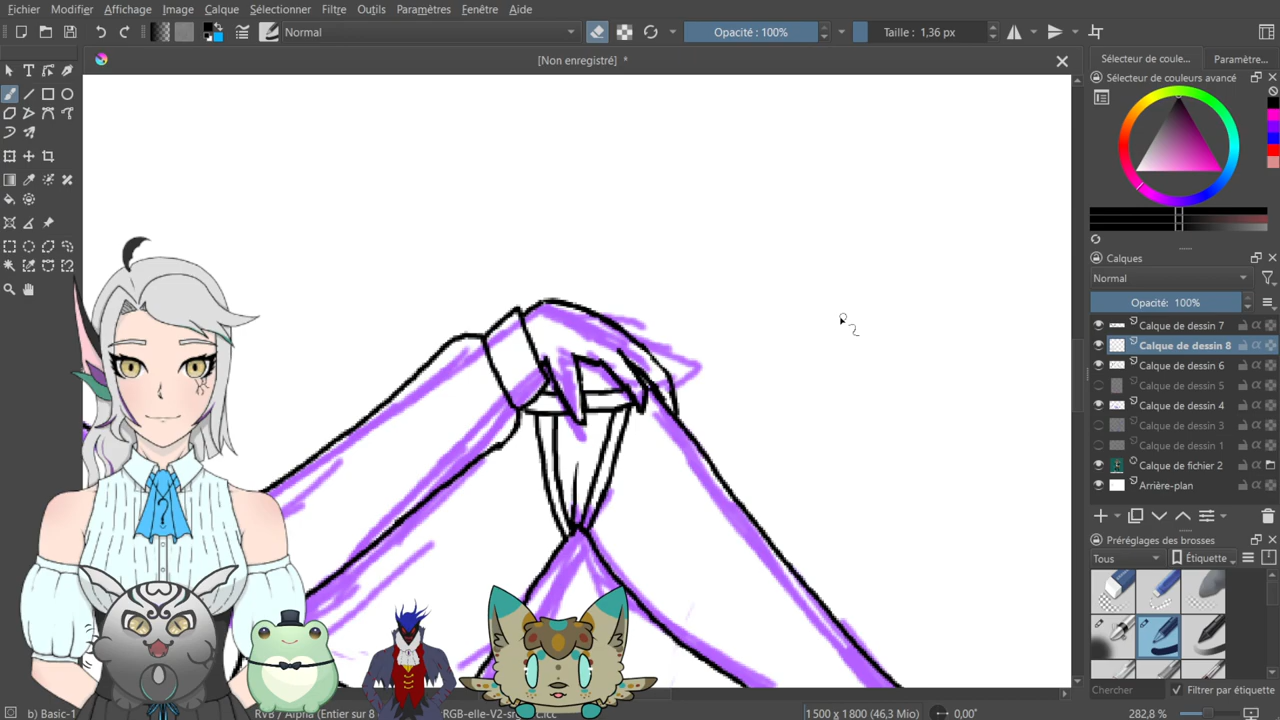 Fichier Modifier Affichage Image Calque Sélectionner Filtre Outils Paramètres Fenêtre Aide
Normal Opacité : 100% Taille : 1,36 px
[Non enregistré] *
Sélecteur de coule... Paramètre...
Sélecteur de couleurs avancé
Calques
Normal
Opacité: 100%
Calque de dessin 7
Calque de dessin 8
Calque de dessin 6
Calque de dessin 5
Calque de dessin 4
Calque de dessin 3
Calque de dessin 1
Calque de fichier 2
Arrière-plan
Préréglages des brosses
Tous Étiquette
Chercher Filtrer par étiquette
b) Basic-1 RVB / Alpha (Entier sur 8 1 500 x 1 800 (46,3 Mio) 0,00° 282,8 %